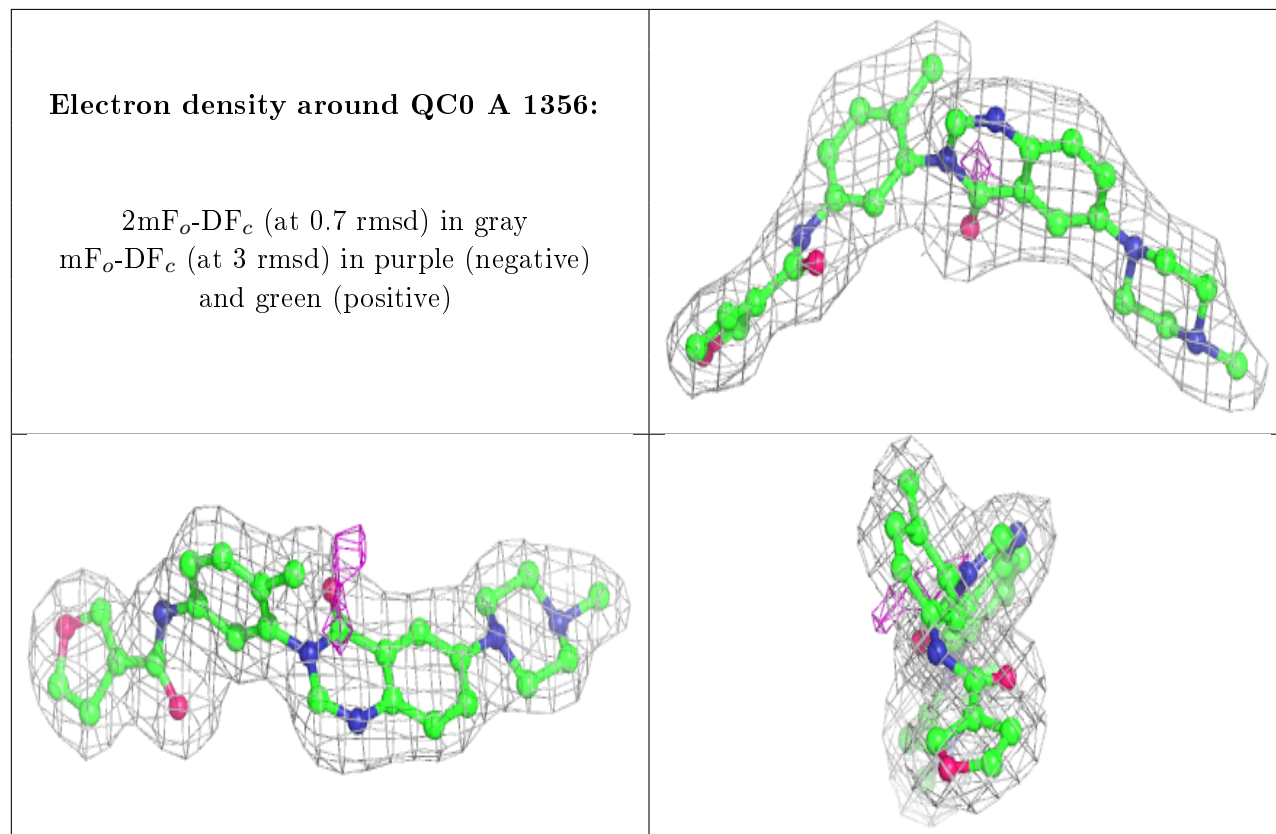 Electron density around QC0 A 1356:
2mFₒ-DF𝒸 (at 0.7 rmsd) in gray
mFₒ-DF𝒸 (at 3 rmsd) in purple (negative)
and green (positive)